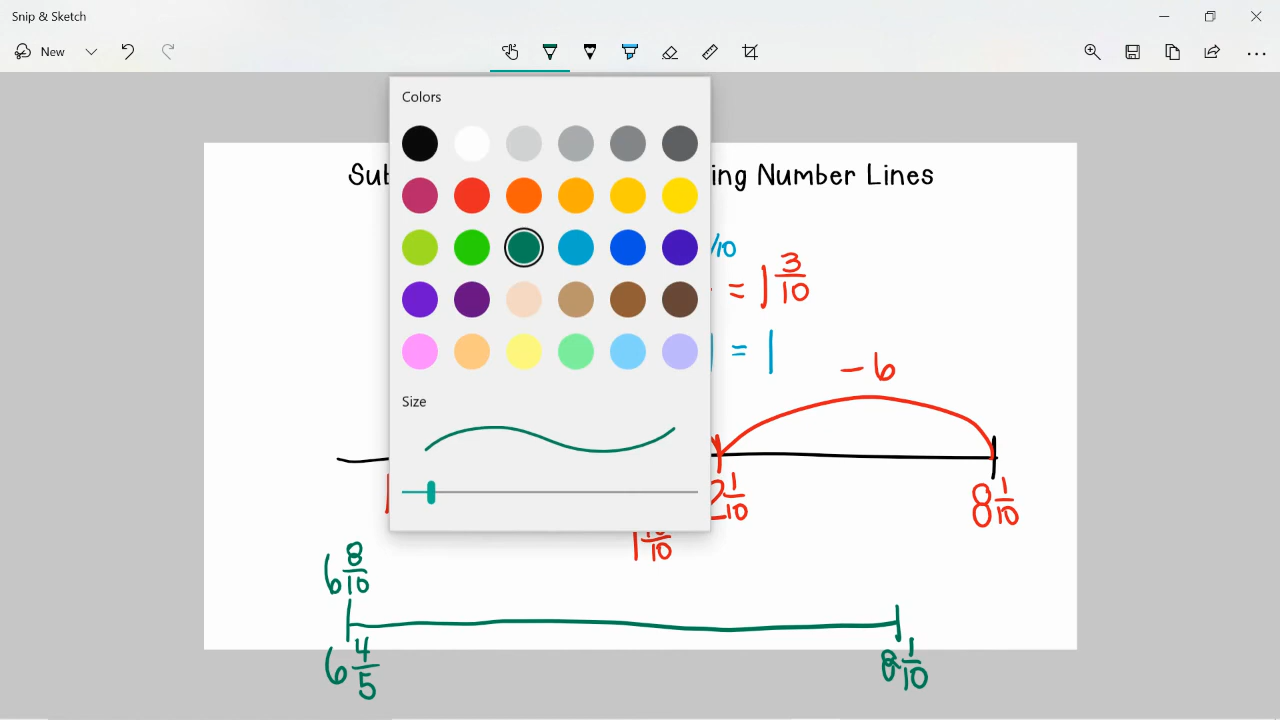 Snip & Sketch
New
Colors
Sub ing Number Lines
/10
= 1 3/10
= 1
- 6
Size
2 1/10
8 1/10
1 /10
6 8/10
6 4/5
8 1/10